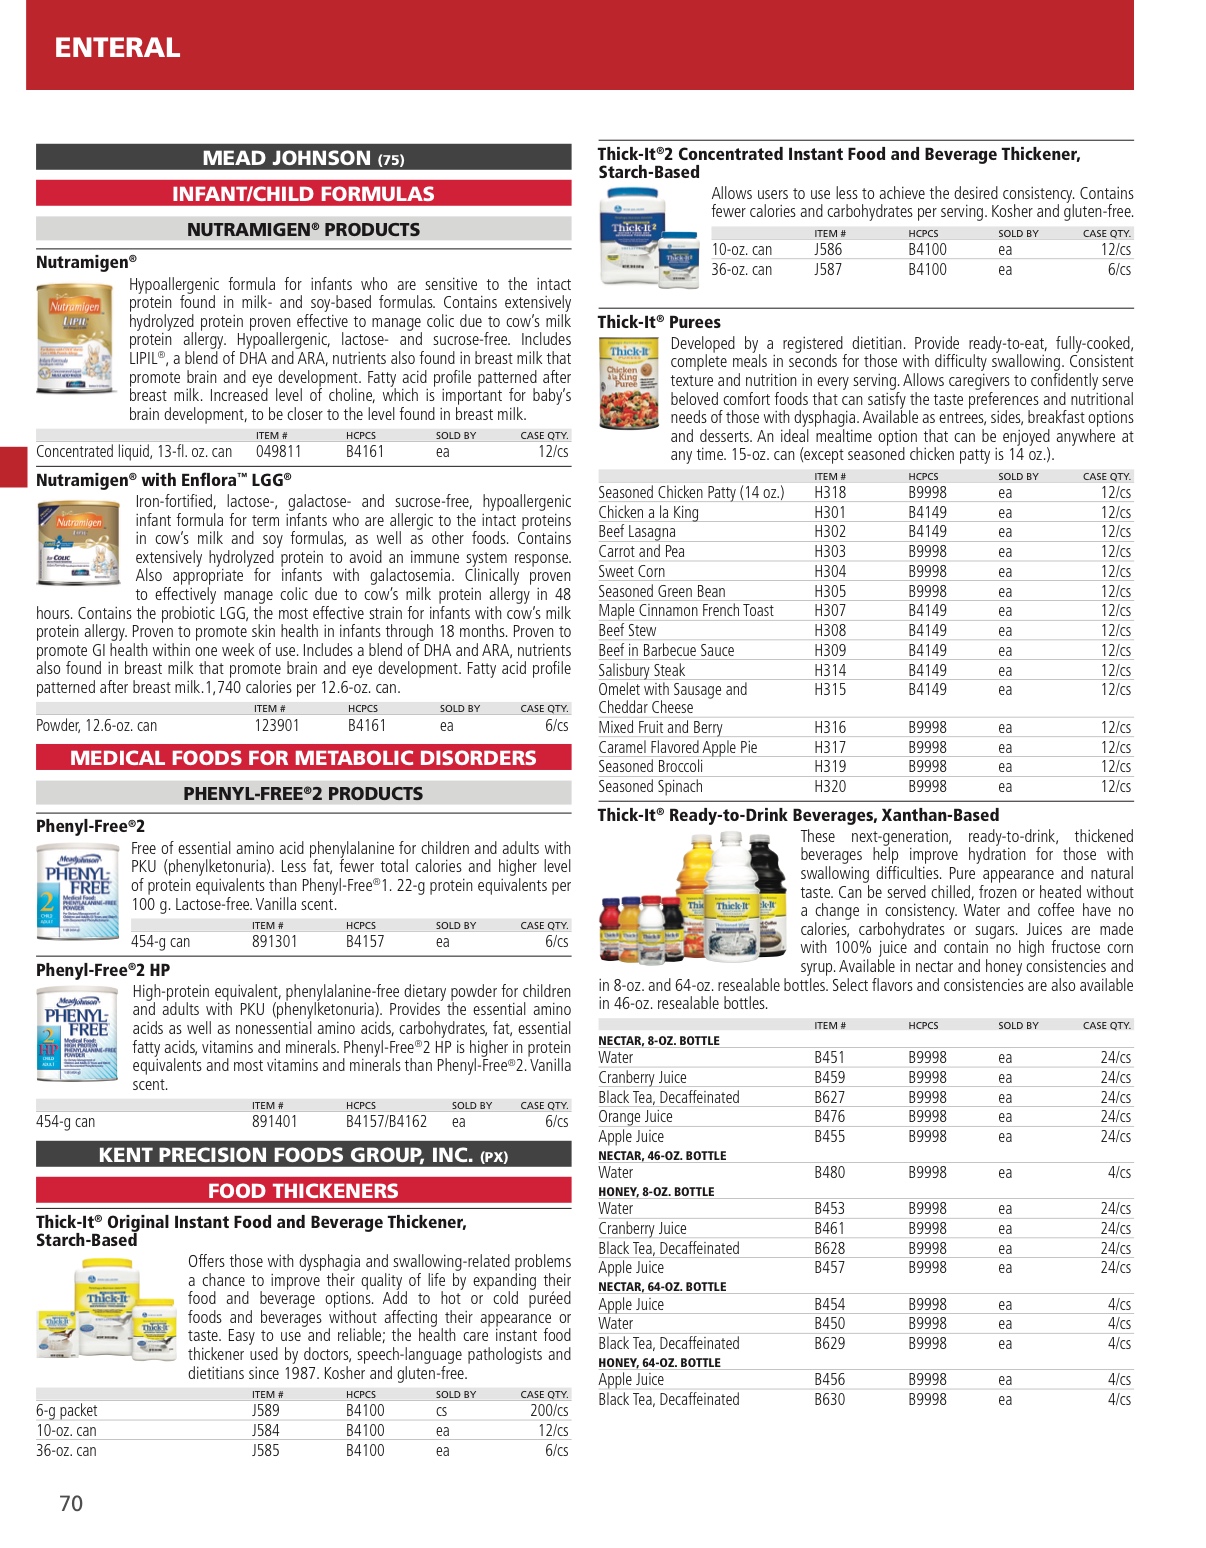 ENTERAL
MEAD JOHNSON (75)
INFANT/CHILD FORMULAS
NUTRAMIGEN® PRODUCTS
Nutramigen®
Hypoallergenic formula for infants who are sensitive to the intact
protein found in milk- and soy-based formulas. Contains extensively
hydrolyzed protein proven effective to manage colic due to cow's milk
protein allergy. Hypoallergenic, lactose- and sucrose-free. Includes
LIPIL®, a blend of DHA and ARA, nutrients also found in breast milk that
promote brain and eye development. Fatty acid profile patterned after
breast milk. Increased level of choline, which is important for baby's
brain development, to be closer to the level found in breast milk.
ITEM # HCPCS SOLD BY CASE QTY.
Concentrated liquid, 13-fl. oz. can 049811 B4161 ea 12/cs
Nutramigen® with Enflora™ LGG®
Iron-fortified, lactose-, galactose- and sucrose-free, hypoallergenic
infant formula for term infants who are allergic to the intact proteins
in cow's milk and soy formulas, as well as other foods. Contains
extensively hydrolyzed protein to avoid an immune system response.
Also appropriate for infants with galactosemia. Clinically proven
to effectively manage colic due to cow's milk protein allergy in 48
hours. Contains the probiotic LGG, the most effective strain for infants with cow's milk
protein allergy. Proven to promote skin health in infants through 18 months. Proven to
promote GI health within one week of use. Includes a blend of DHA and ARA, nutrients
also found in breast milk that promote brain and eye development. Fatty acid profile
patterned after breast milk.1,740 calories per 12.6-oz. can.
ITEM # HCPCS SOLD BY CASE QTY.
Powder, 12.6-oz. can 123901 B4161 ea 6/cs
MEDICAL FOODS FOR METABOLIC DISORDERS
PHENYL-FREE®2 PRODUCTS
Phenyl-Free®2
Free of essential amino acid phenylalanine for children and adults with
PKU (phenylketonuria). Less fat, fewer total calories and higher level
of protein equivalents than Phenyl-Free®1. 22-g protein equivalents per
100 g. Lactose-free. Vanilla scent.
ITEM # HCPCS SOLD BY CASE QTY.
454-g can 891301 B4157 ea 6/cs
Phenyl-Free®2 HP
High-protein equivalent, phenylalanine-free dietary powder for children
and adults with PKU (phenylketonuria). Provides the essential amino
acids as well as nonessential amino acids, carbohydrates, fat, essential
fatty acids, vitamins and minerals. Phenyl-Free®2 HP is higher in protein
equivalents and most vitamins and minerals than Phenyl-Free®2. Vanilla
scent.
ITEM # HCPCS SOLD BY CASE QTY.
454-g can 891401 B4157/B4162 ea 6/cs
KENT PRECISION FOODS GROUP, INC. (PX)
FOOD THICKENERS
Thick-It® Original Instant Food and Beverage Thickener,
Starch-Based
Offers those with dysphagia and swallowing-related problems
a chance to improve their quality of life by expanding their
food and beverage options. Add to hot or cold puréed
foods and beverages without affecting their appearance or
taste. Easy to use and reliable; the health care instant food
thickener used by doctors, speech-language pathologists and
dietitians since 1987. Kosher and gluten-free.
ITEM # HCPCS SOLD BY CASE QTY.
6-g packet J589 B4100 cs 200/cs
10-oz. can J584 B4100 ea 12/cs
36-oz. can J585 B4100 ea 6/cs
Thick-It®2 Concentrated Instant Food and Beverage Thickener,
Starch-Based
Allows users to use less to achieve the desired consistency. Contains
fewer calories and carbohydrates per serving. Kosher and gluten-free.
ITEM # HCPCS SOLD BY CASE QTY.
10-oz. can J586 B4100 ea 12/cs
36-oz. can J587 B4100 ea 6/cs
Thick-It® Purees
Developed by a registered dietitian. Provide ready-to-eat, fully-cooked,
complete meals in seconds for those with difficulty swallowing. Consistent
texture and nutrition in every serving. Allows caregivers to confidently serve
beloved comfort foods that can satisfy the taste preferences and nutritional
needs of those with dysphagia. Available as entrees, sides, breakfast options
and desserts. An ideal mealtime option that can be enjoyed anywhere at
any time. 15-oz. can (except seasoned chicken patty is 14 oz.).
ITEM # HCPCS SOLD BY CASE QTY.
Seasoned Chicken Patty (14 oz.) H318 B9998 ea 12/cs
Chicken a la King H301 B4149 ea 12/cs
Beef Lasagna H302 B4149 ea 12/cs
Carrot and Pea H303 B9998 ea 12/cs
Sweet Corn H304 B9998 ea 12/cs
Seasoned Green Bean H305 B9998 ea 12/cs
Maple Cinnamon French Toast H307 B4149 ea 12/cs
Beef Stew H308 B4149 ea 12/cs
Beef in Barbecue Sauce H309 B4149 ea 12/cs
Salisbury Steak H314 B4149 ea 12/cs
Omelet with Sausage and H315 B4149 ea 12/cs
Cheddar Cheese
Mixed Fruit and Berry H316 B9998 ea 12/cs
Caramel Flavored Apple Pie H317 B9998 ea 12/cs
Seasoned Broccoli H319 B9998 ea 12/cs
Seasoned Spinach H320 B9998 ea 12/cs
Thick-It® Ready-to-Drink Beverages, Xanthan-Based
These next-generation, ready-to-drink, thickened
beverages help improve hydration for those with
swallowing difficulties. Pure appearance and natural
taste. Can be served chilled, frozen or heated without
a change in consistency. Water and coffee have no
calories, carbohydrates or sugars. Juices are made
with 100% juice and contain no high fructose corn
syrup. Available in nectar and honey consistencies and
in 8-oz. and 64-oz. resealable bottles. Select flavors and consistencies are also available
in 46-oz. resealable bottles.
ITEM # HCPCS SOLD BY CASE QTY.
NECTAR, 8-OZ. BOTTLE
Water B451 B9998 ea 24/cs
Cranberry Juice B459 B9998 ea 24/cs
Black Tea, Decaffeinated B627 B9998 ea 24/cs
Orange Juice B476 B9998 ea 24/cs
Apple Juice B455 B9998 ea 24/cs
NECTAR, 46-OZ. BOTTLE
Water B480 B9998 ea 4/cs
HONEY, 8-OZ. BOTTLE
Water B453 B9998 ea 24/cs
Cranberry Juice B461 B9998 ea 24/cs
Black Tea, Decaffeinated B628 B9998 ea 24/cs
Apple Juice B457 B9998 ea 24/cs
NECTAR, 64-OZ. BOTTLE
Apple Juice B454 B9998 ea 4/cs
Water B450 B9998 ea 4/cs
Black Tea, Decaffeinated B629 B9998 ea 4/cs
HONEY, 64-OZ. BOTTLE
Apple Juice B456 B9998 ea 4/cs
Black Tea, Decaffeinated B630 B9998 ea 4/cs
70